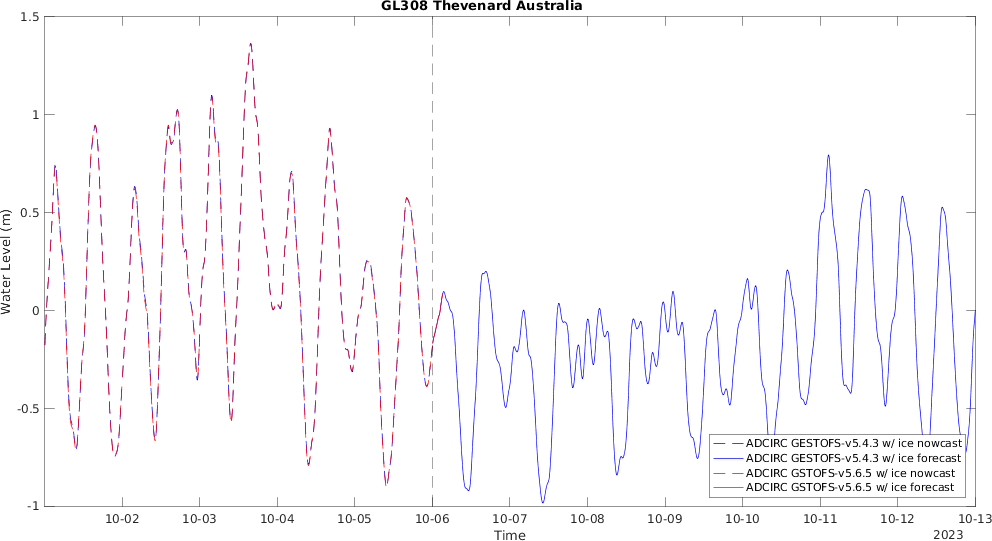 GL308 Thevenard Australia
1.5
1
0.5
0
-0.5
-1
Water Level (m)
10-02 10-03 10-04 10-05 10-06 10-07 10-08 10-09 10-10 10-11 10-12 10-13
Time
2023
ADCIRC GESTOFS-v5.4.3 w/ ice nowcast
ADCIRC GESTOFS-v5.4.3 w/ ice forecast
ADCIRC GSTOFS-v5.6.5 w/ ice nowcast
ADCIRC GSTOFS-v5.6.5 w/ ice forecast